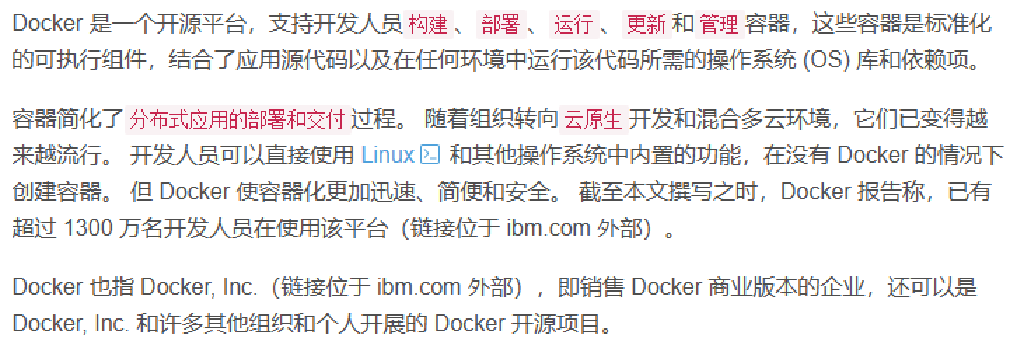 Docker 是一个开源平台，支持开发人员 构建 、 部署 、 运行 、 更新 和 管理 容器，这些容器是标准化
的可执行组件，结合了应用源代码以及在任何环境中运行该代码所需的操作系统 (OS) 库和依赖项。
容器简化了 分布式应用的部署和交付 过程。 随着组织转向 云原生 开发和混合多云环境，它们已变得越
来越流行。 开发人员可以直接使用 Linux 和其他操作系统中内置的功能，在没有 Docker 的情况下
创建容器。 但 Docker 使容器化更加迅速、简便和安全。 截至本文撰写之时，Docker 报告称，已有
超过 1300 万名开发人员在使用该平台（链接位于 ibm.com 外部）。
Docker 也指 Docker, Inc.（链接位于 ibm.com 外部），即销售 Docker 商业版本的企业，还可以是
Docker, Inc. 和许多其他组织和个人开展的 Docker 开源项目。